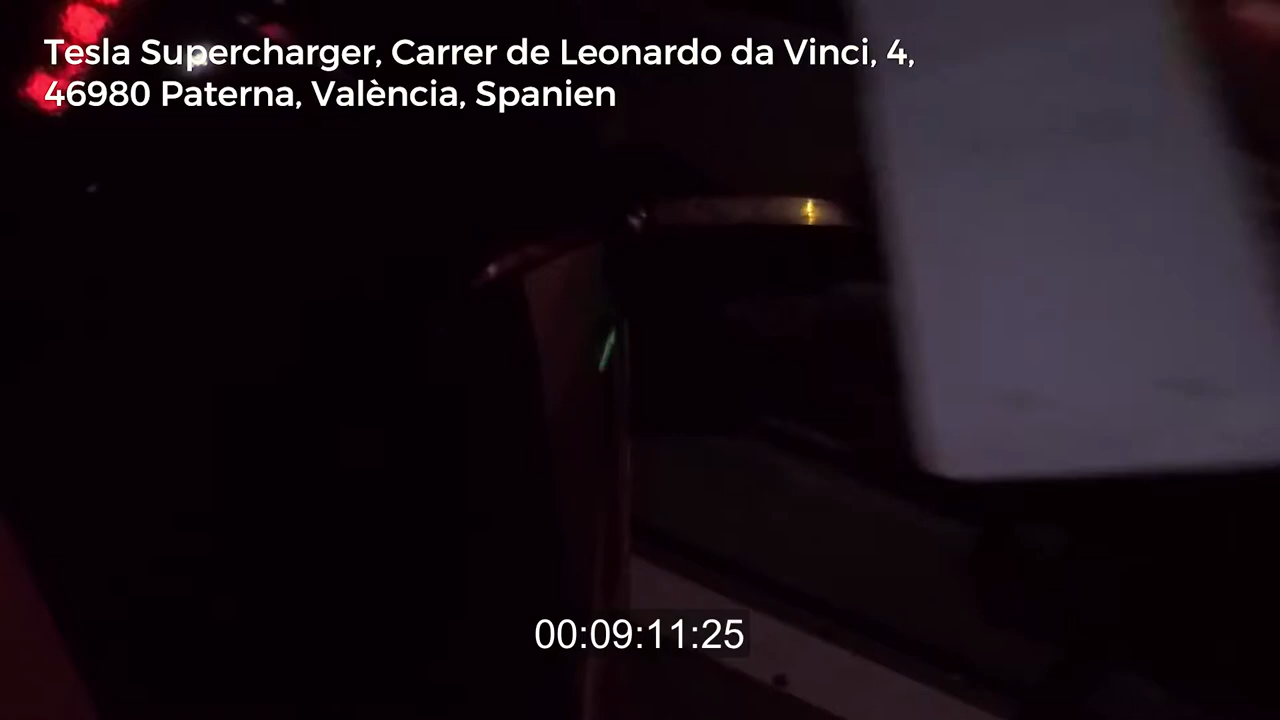 Tesla Supercharger, Carrer de Leonardo da Vinci, 4,
46980 Paterna, València, Spanien
00:09:11:25